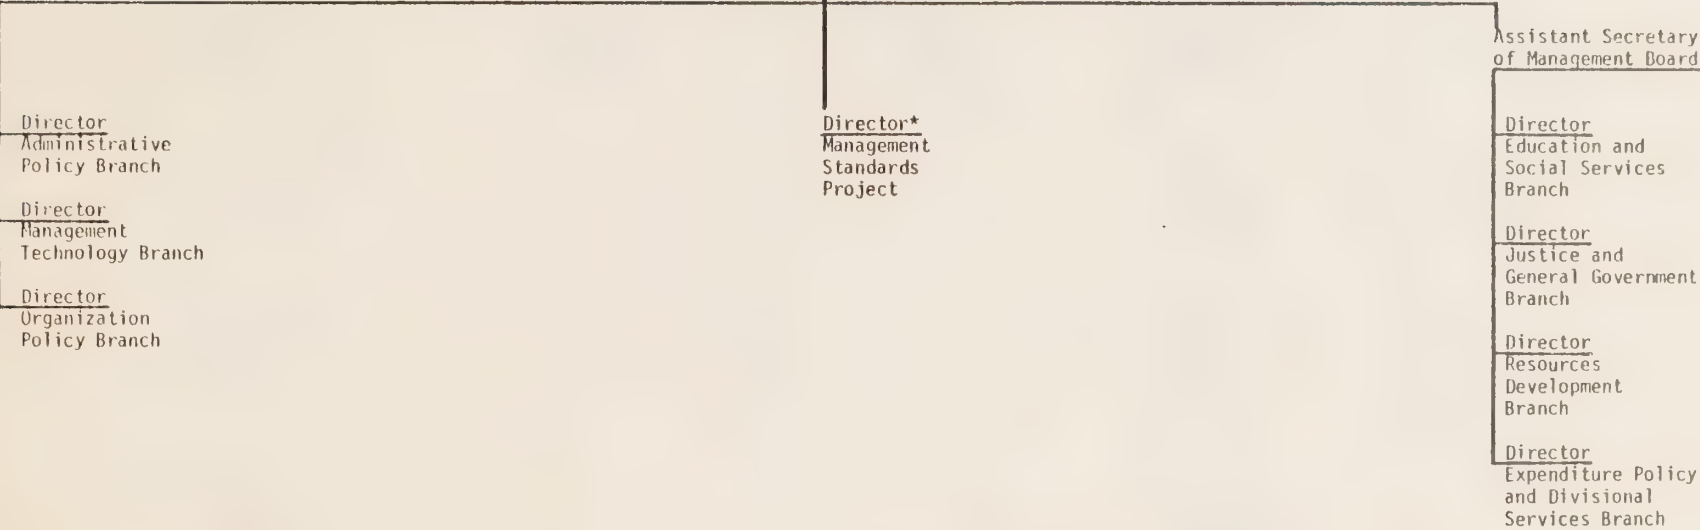 Director
Administrative
Policy Branch
Director
Management
Technology Branch
Director
Organization
Policy Branch
Director*
Management
Standards
Project
Assistant Secretary
of Management Board
Director
Education and
Social Services
Branch
Director
Justice and
General Government
Branch
Director
Resources
Development
Branch
Director
Expenditure Policy
and Divisional
Services Branch